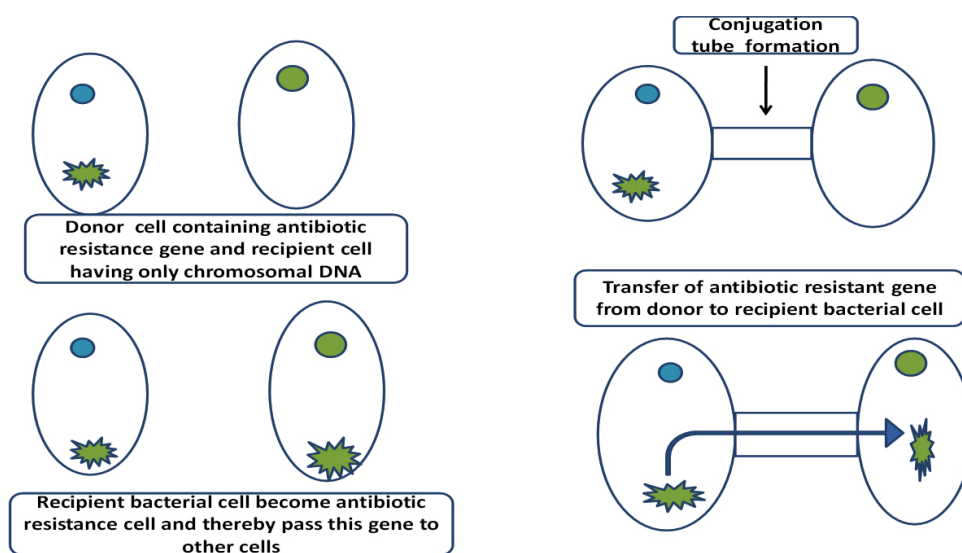 Donor cell containing antibiotic
resistance gene and recipient cell
having only chromosomal DNA
Conjugation
tube formation
Transfer of antibiotic resistant gene
from donor to recipient bacterial cell
Recipient bacterial cell become antibiotic
resistance cell and thereby pass this gene to
other cells